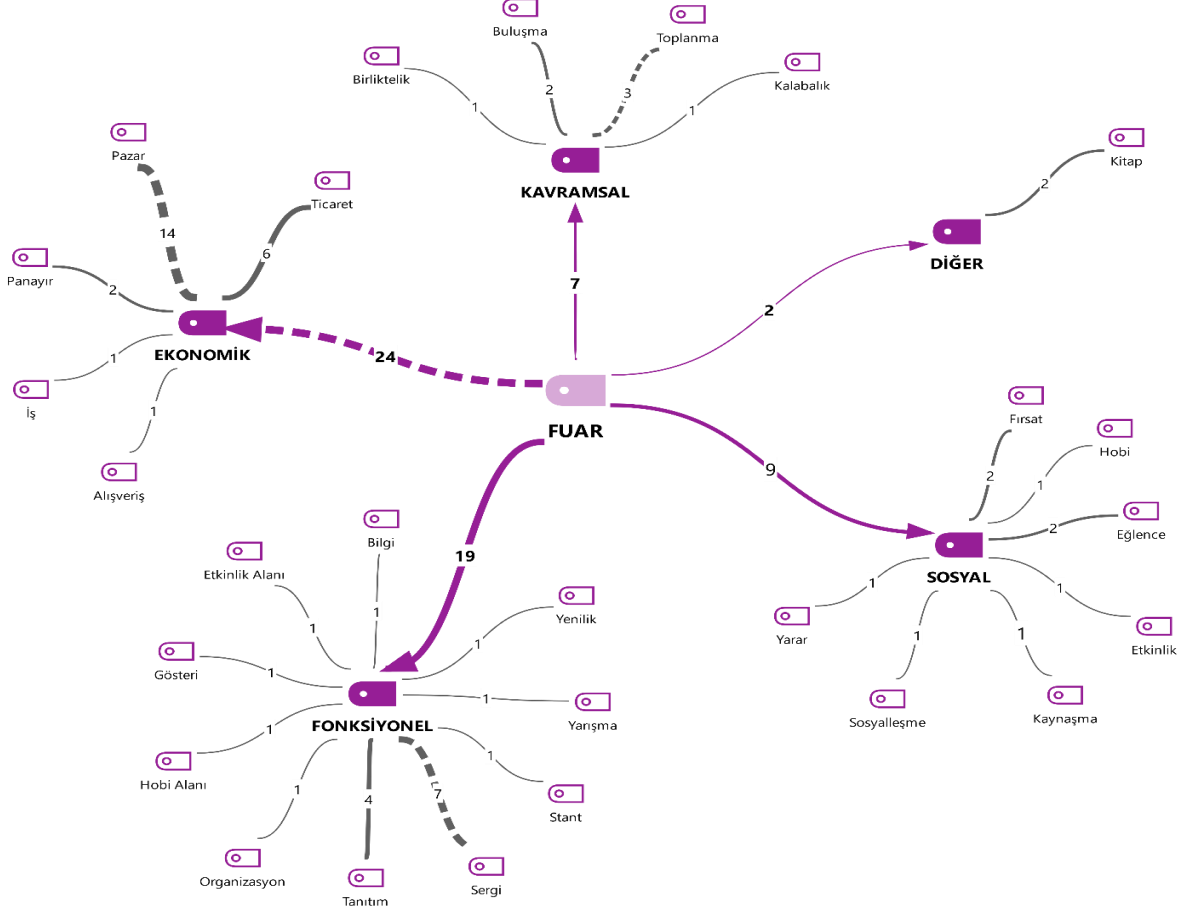 Buluşma
Toplanma
Birliktelik
Kalabalık
1
2
3
1
KAVRAMSAL
Pazar
Ticaret
14
6
Panayır
2
EKONOMİK
1
İş
1
Alışveriş
Kitap
2
DİĞER
7
2
24
FUAR
9
19
Fırsat
Hobi
2
1
Eğlence
2
SOSYAL
1
1
Yarar
Etkinlik
1
1
Sosyalleşme
Kaynaşma
Bilgi
Etkinlik Alanı
Yenilik
1
1
1
Gösteri
1
1
Yarışma
FONKSİYONEL
1
Hobi Alanı
1
Stant
1
4
7
Organizasyon
Tanıtım
Sergi